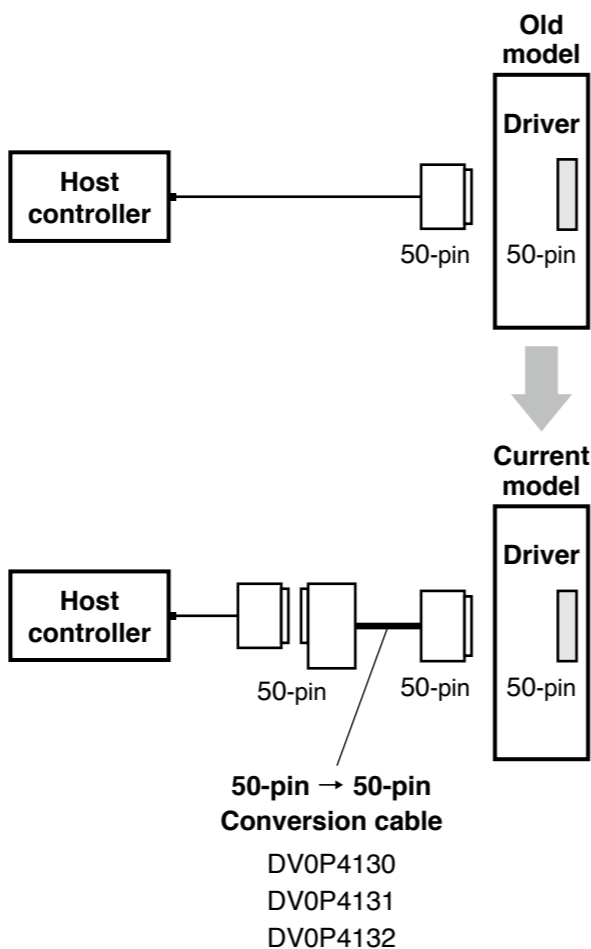 Old
model
Driver
Host
controller
50-pin
50-pin
Current
model
Driver
Host
controller
50-pin
50-pin
50-pin
50-pin → 50-pin
Conversion cable
DV0P4130
DV0P4131
DV0P4132